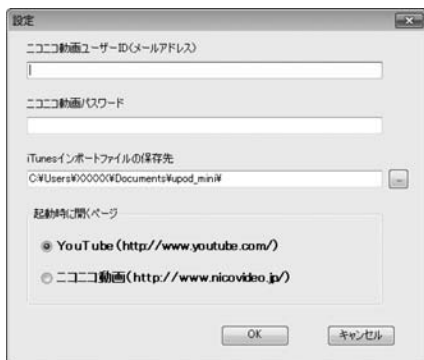 設定
ニコニコ動画ユーザーID(メールアドレス)
ニコニコ動画パスワード
iTunesインポートファイルの保存先
C:¥Users¥XXXXX¥Documents¥upod_mini¥
...
起動時に開くページ
YouTube(http://www.youtube.com/)
ニコニコ動画(http://www.nicovideo.jp/)
OK キャンセル